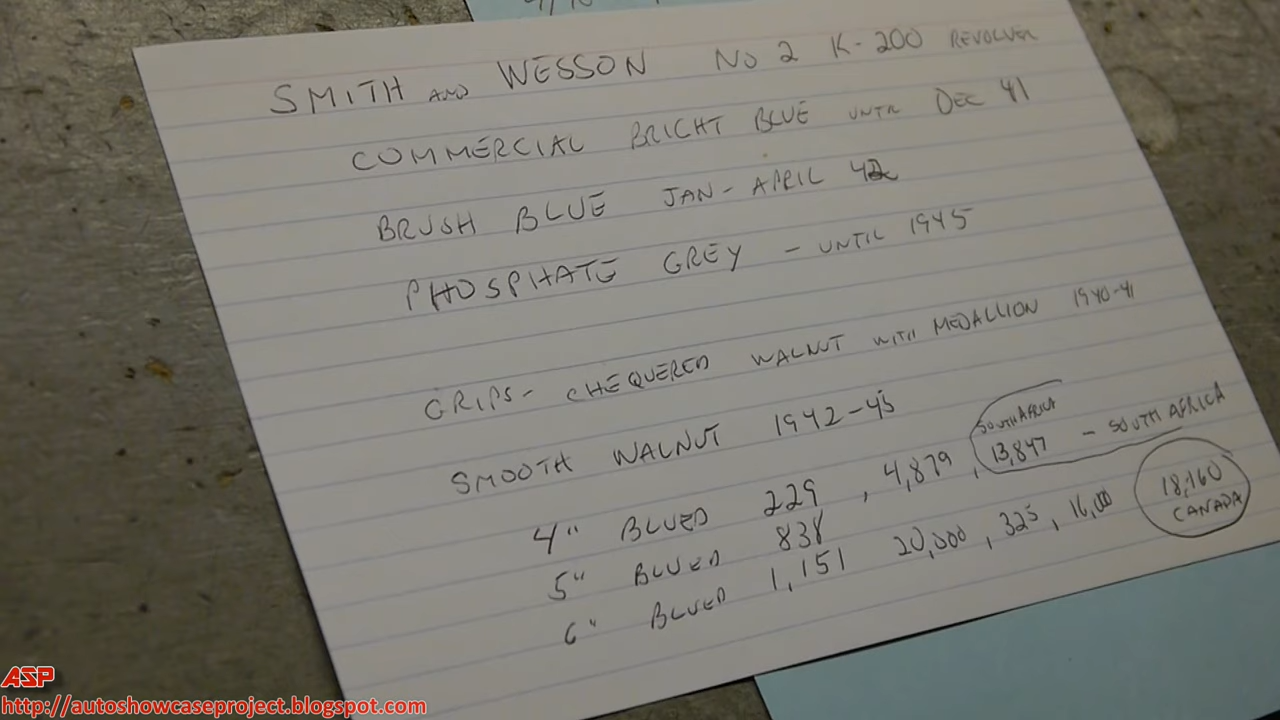 SMITH AND WESSON NO 2 K-200 REVOLVER
COMMERCIAL BRIGHT BLUE UNTIL DEC 41
BRUSH BLUE JAN-APRIL 42
PHOSPHATE GREY - UNTIL 1945
GRIPS- CHEQUERED WALNUT WITH MEDALLION 1940-41
SMOOTH WALNUT 1942-45
4" BLUED 229, 4,879, SOUTH AFRICA 13,847 - SOUTH AFRICA
5" BLUED 838
6" BLUED 1,151 20,000, 325, 16,000 18,160 CANADA
ASP
http://autoshowcaseproject.blogspot.com